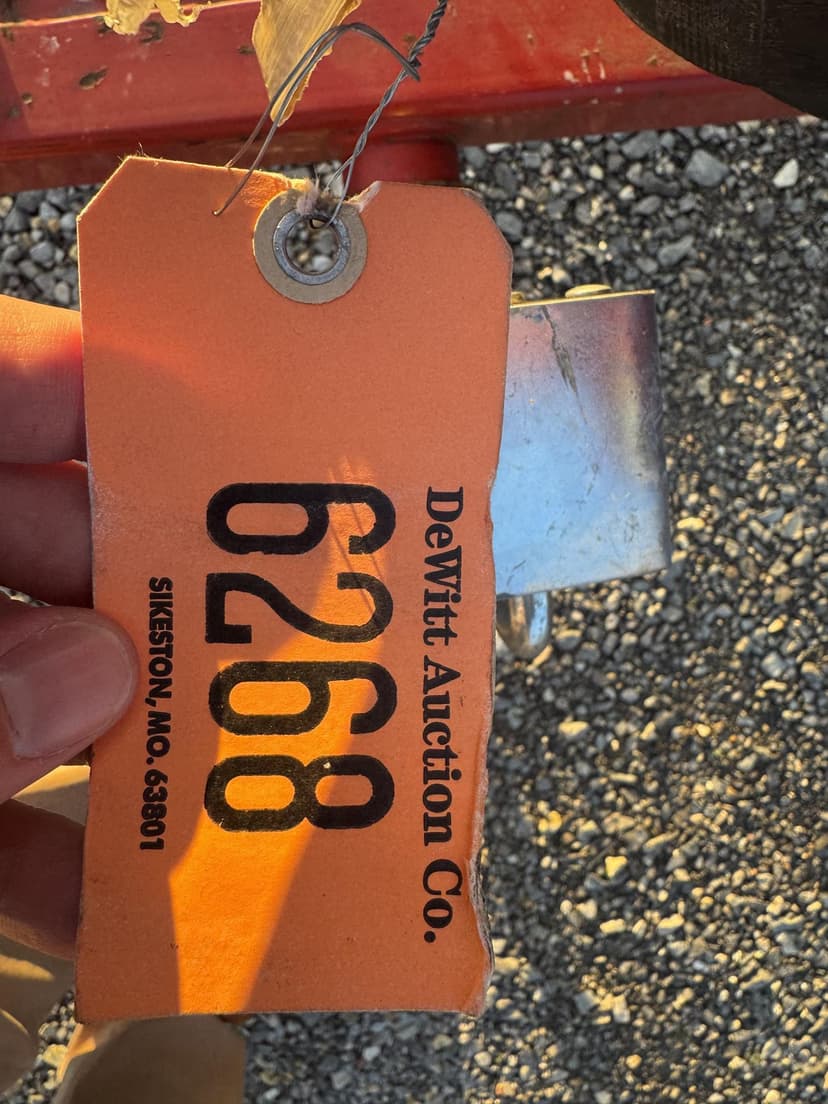 DeWitt Auction Co.
6268
SIKESTON, MO. 63801